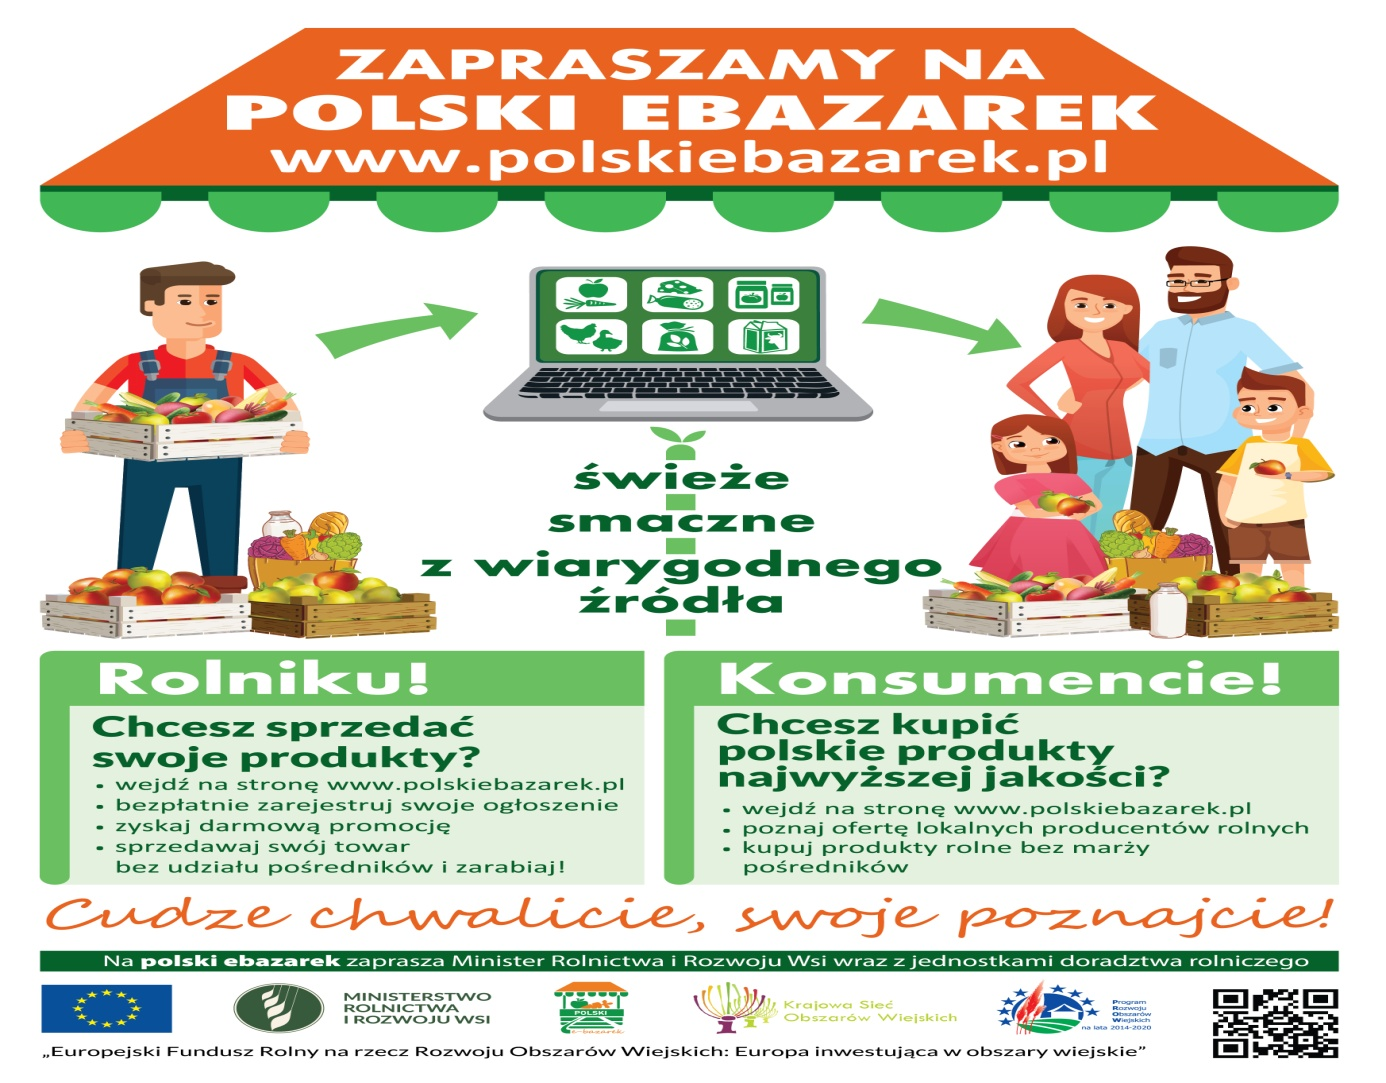 ZAPRASZAMY NA
POLSKI EBAZAREK
www.polskiebazarek.pl
świeże
smaczne
z wiarygodnego
źródła
Rolniku!
Chcesz sprzedać
swoje produkty?
• wejdź na stronę www.polskiebazarek.pl
• bezpłatnie zarejestruj swoje ogłoszenie
• zyskaj darmową promocję
• sprzedawaj swój towar
bez udziału pośredników i zarabiaj!
Konsumencie!
Chcesz kupić
polskie produkty
najwyższej jakości?
• wejdź na stronę www.polskiebazarek.pl
• poznaj ofertę lokalnych producentów rolnych
• kupuj produkty rolne bez marży
pośredników
Cudze chwalicie, swoje poznajcie!
Na polski ebazarek zaprasza Minister Rolnictwa i Rozwoju Wsi wraz z jednostkami doradztwa rolniczego
MINISTERSTWO
ROLNICTWA
I ROZWOJU WSI
POLSKI
e-bazarek
Krajowa Sieć
Obszarów Wiejskich
Program
Rozwoju
Obszarów
Wiejskich
na lata 2014-2020
„Europejski Fundusz Rolny na rzecz Rozwoju Obszarów Wiejskich: Europa inwestująca w obszary wiejskie”